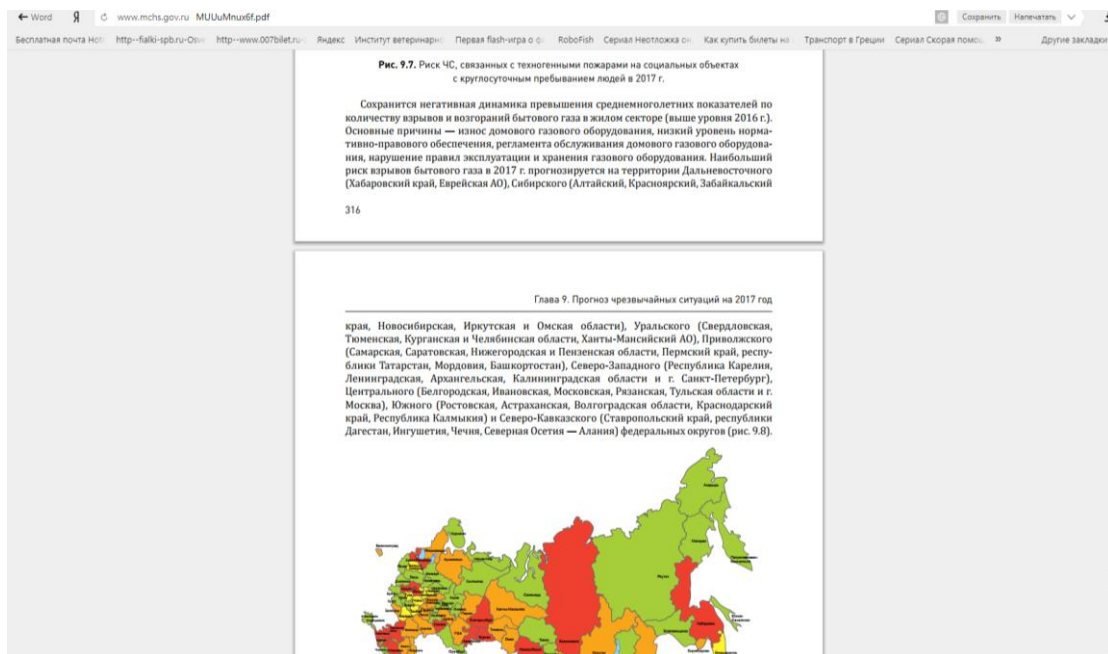 Word
Я
www.mchs.gov.ru MUUuMnux6f.pdf
Сохранить
Напечатать
Бесплатная почта Hot
http--fialki-spb.ru-Osw
http--www.007bilet.ru-
Яндекс
Институт ветеринарн
Первая flash-игра о ф
RoboFish
Сериал Неотложка он
Как купить билеты на
Транспорт в Греции
Сериал Скорая помощ
»
Другие закладки
Рис. 9.7. Риск ЧС, связанных с техногенными пожарами на социальных объектах
с круглосуточным пребыванием людей в 2017 г.
Сохранится негативная динамика превышения среднемноголетних показателей по
количеству взрывов и возгораний бытового газа в жилом секторе (выше уровня 2016 г.).
Основные причины — износ домового газового оборудования, низкий уровень норма-
тивно-правового обеспечения, регламента обслуживания домового газового оборудова-
ния, нарушение правил эксплуатации и хранения газового оборудования. Наибольший
риск взрывов бытового газа в 2017 г. прогнозируется на территории Дальневосточного
(Хабаровский край, Еврейская АО), Сибирского (Алтайский, Красноярский, Забайкальский
316
Глава 9. Прогноз чрезвычайных ситуаций на 2017 год
края, Новосибирская, Иркутская и Омская области), Уральского (Свердловская,
Тюменская, Курганская и Челябинская области, Ханты-Мансийский АО), Приволжского
(Самарская, Саратовская, Нижегородская и Пензенская области, Пермский край, респу-
блики Татарстан, Мордовия, Башкортостан), Северо-Западного (Республика Карелия,
Ленинградская, Архангельская, Калининградская области и г. Санкт-Петербург),
Центрального (Белгородская, Ивановская, Московская, Рязанская, Тульская области и г.
Москва), Южного (Ростовская, Астраханская, Волгоградская области, Краснодарский
край, Республика Калмыкия) и Северо-Кавказского (Ставропольский край, республики
Дагестан, Ингушетия, Чечня, Северная Осетия — Алания) федеральных округов (рис. 9.8).